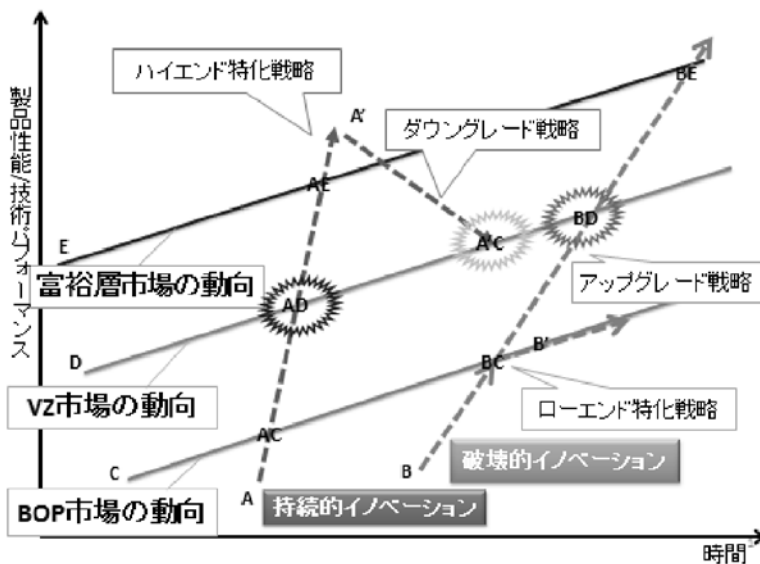 製品性能/技術パフォーマンス
ハイエンド特化戦略
A'
ダウングレード戦略
BE
AE
E
富裕層市場の動向
A'C
BD
アップグレード戦略
AD
D
VZ市場の動向
BC
B'
ローエンド特化戦略
AC
C
B
破壊的イノベーション
A
持続的イノベーション
BOP市場の動向
時間